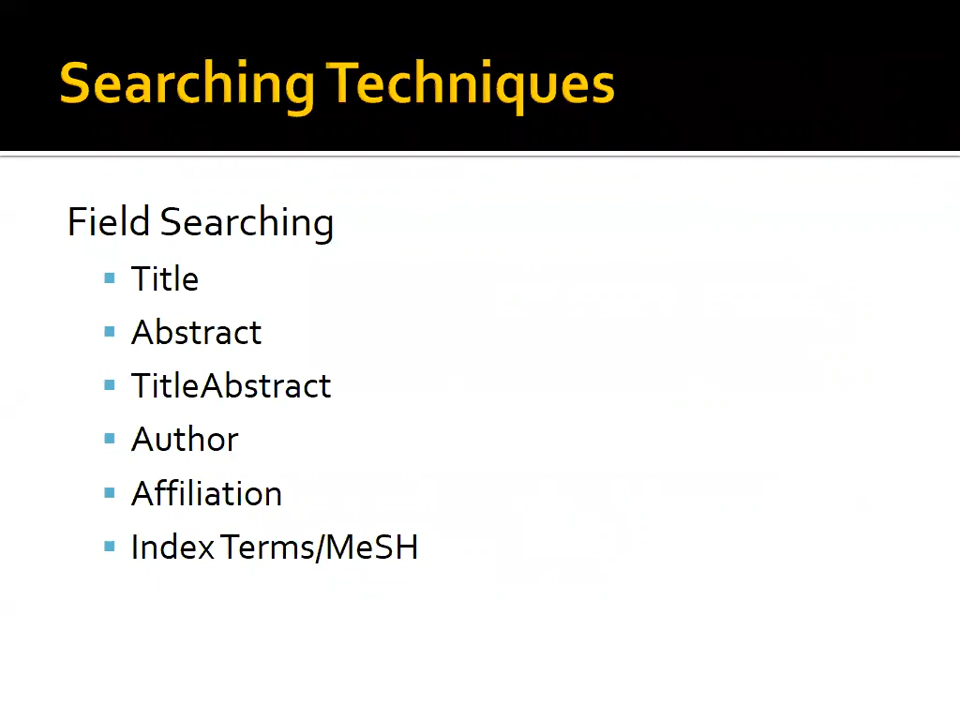 Searching Techniques
Field Searching
Title
Abstract
TitleAbstract
Author
Affiliation
Index Terms/MeSH